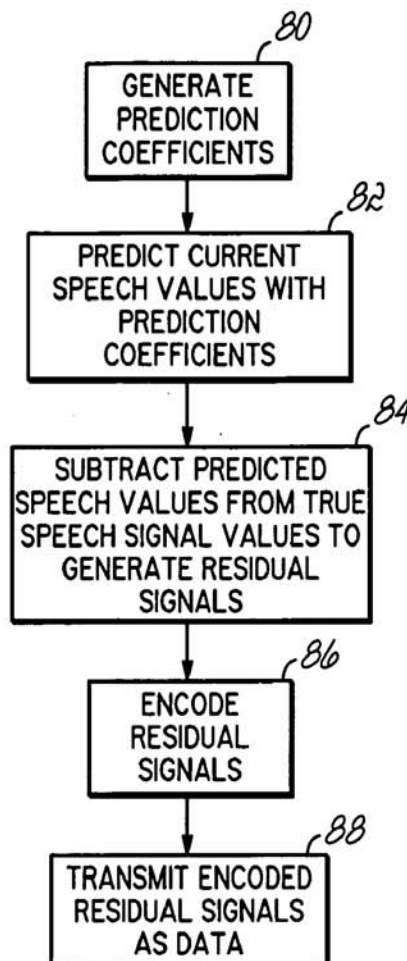 80
GENERATE
PREDICTION
COEFFICIENTS
82
PREDICT CURRENT
SPEECH VALUES WITH
PREDICTION
COEFFICIENTS
84
SUBTRACT PREDICTED
SPEECH VALUES FROM TRUE
SPEECH SIGNAL VALUES TO
GENERATE RESIDUAL
SIGNALS
86
ENCODE
RESIDUAL
SIGNALS
88
TRANSMIT ENCODED
RESIDUAL SIGNALS
AS DATA